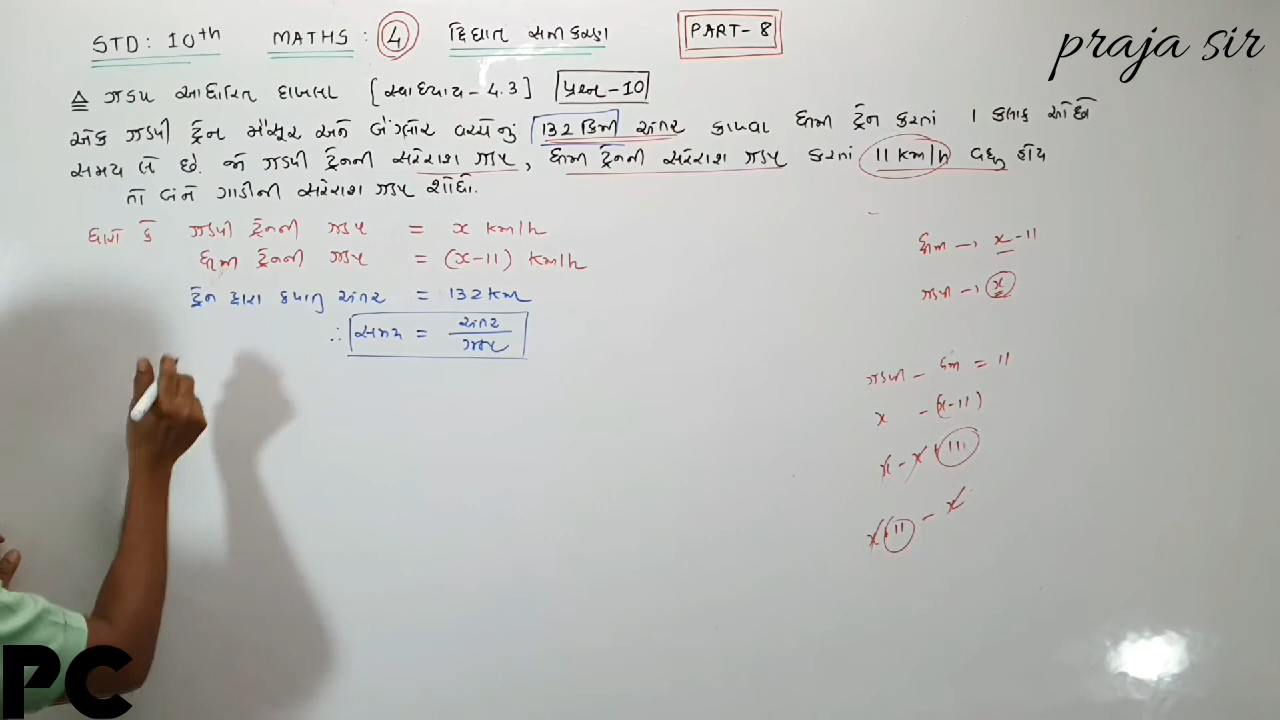 STD : 10th MATHS : 4 દ્વિઘાત સમીકરણ PART - 8
praja sir
△ ઝડપ આધારિત દાખલા [સ્વાધ્યાય - 4.3] પ્રશ્ન - 10
એક ઝડપી ટ્રેન મૈસૂર અને બેંગ્લોર વચ્ચેનું 132 કિમી અંતર કાપવા ધીમી ટ્રેન કરતાં 1 કલાક ઓછો
સમય લે છે. જો ઝડપી ટ્રેનની સરેરાશ ઝડપ, ધીમી ટ્રેનની સરેરાશ ઝડપ કરતાં 11 km/h વધુ હોય
તો બંને ગાડીની સરેરાશ ઝડપ શોધો.
ધારો કે ઝડપી ટ્રેનની ઝડપ = x km/h
ધીમી ટ્રેનની ઝડપ = (x-11) km/h
ટ્રેન દ્વારા કપાતુ અંતર = 132 km
∴ સમય = અંતર / ઝડપ
ધીમી → x - 11
ઝડપી → x
ઝડપી - ધીમી = 11
x - (x-11)
x - x + 11
x + 11 - x
PC